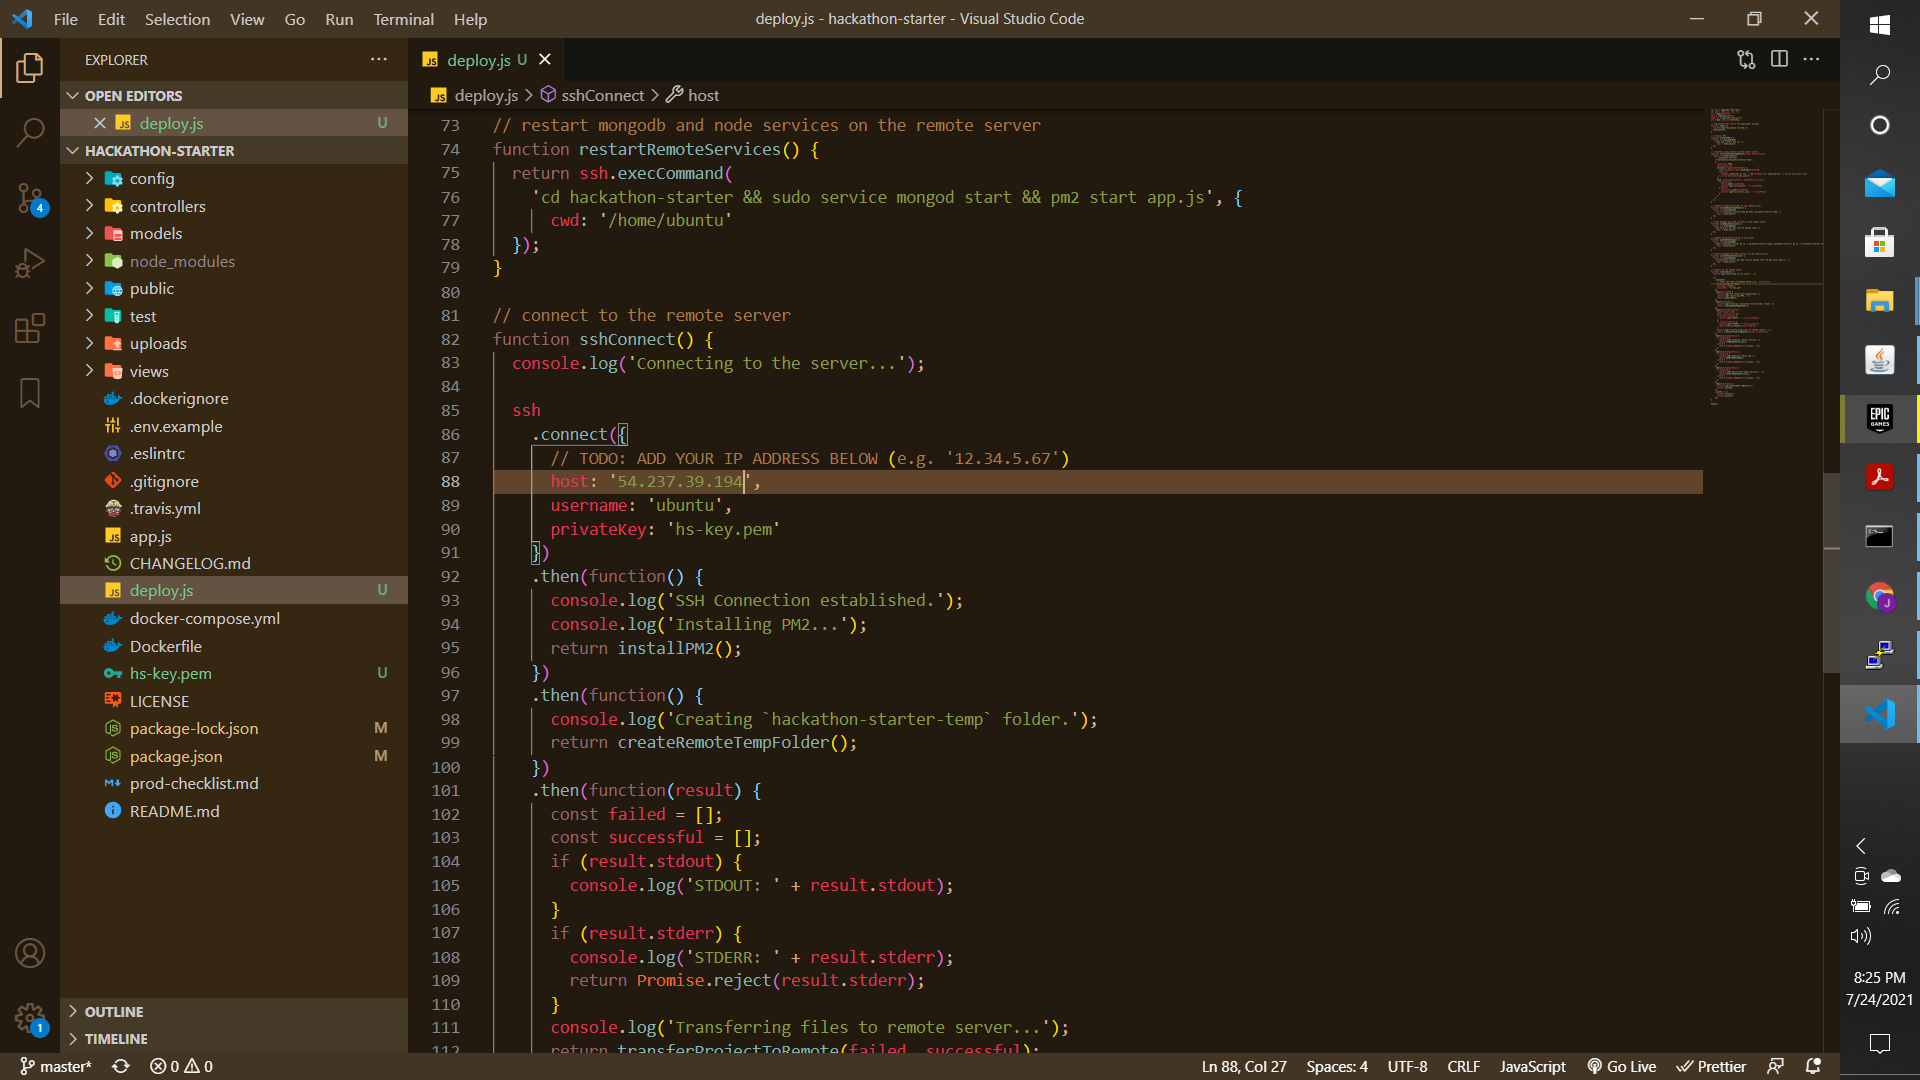 File Edit Selection View Go Run Terminal Help
deploy.js - hackathon-starter - Visual Studio Code
EXPLORER
OPEN EDITORS
deploy.js U
HACKATHON-STARTER
config
controllers
models
node_modules
public
test
uploads
views
.dockerignore
.env.example
.eslintrc
.gitignore
.travis.yml
app.js
CHANGELOG.md
deploy.js U
docker-compose.yml
Dockerfile
hs-key.pem U
LICENSE
package-lock.json M
package.json M
prod-checklist.md
README.md
OUTLINE
TIMELINE
4
1
deploy.js U
deploy.js > sshConnect > host
73 // restart mongodb and node services on the remote server
74 function restartRemoteServices() {
75 return ssh.execCommand(
76 'cd hackathon-starter && sudo service mongod start && pm2 start app.js', {
77 cwd: '/home/ubuntu'
78 });
79 }
80
81 // connect to the remote server
82 function sshConnect() {
83 console.log('Connecting to the server...');
84
85 ssh
86 .connect({
87 // TODO: ADD YOUR IP ADDRESS BELOW (e.g. '12.34.5.67')
88 host: '54.237.39.194',
89 username: 'ubuntu',
90 privateKey: 'hs-key.pem'
91 })
92 .then(function() {
93 console.log('SSH Connection established.');
94 console.log('Installing PM2...');
95 return installPM2();
96 })
97 .then(function() {
98 console.log('Creating `hackathon-starter-temp` folder.');
99 return createRemoteTempFolder();
100 })
101 .then(function(result) {
102 const failed = [];
103 const successful = [];
104 if (result.stdout) {
105 console.log('STDOUT: ' + result.stdout);
106 }
107 if (result.stderr) {
108 console.log('STDERR: ' + result.stderr);
109 return Promise.reject(result.stderr);
110 }
111 console.log('Transferring files to remote server...');
112 return transferProjectToRemote(failed, successful);
master* 0 0
Ln 88, Col 27 Spaces: 4 UTF-8 CRLF JavaScript Go Live Prettier
EPIC
GAMES
J
8:25 PM
7/24/2021